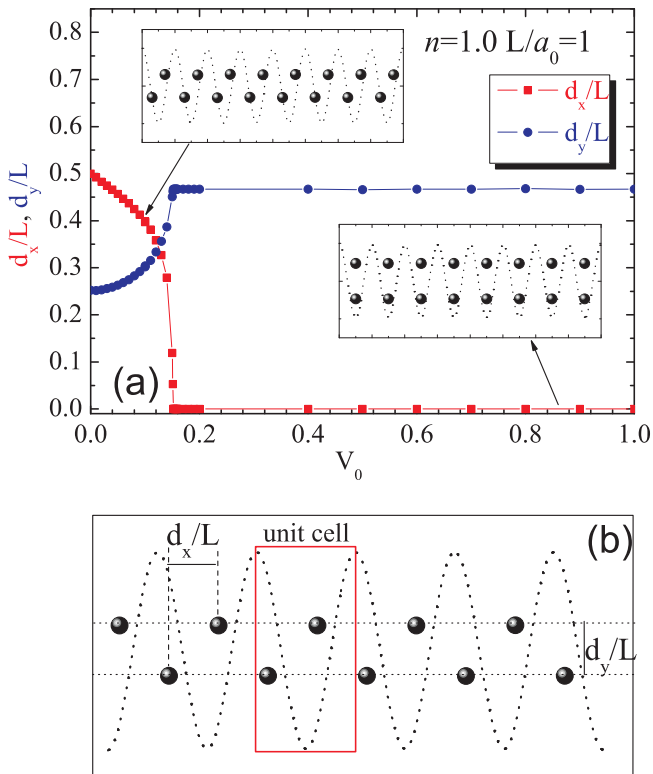 0.8
0.7
0.6
0.5
0.4
0.3
0.2
0.1
0.0
d_x/L, d_y/L
n=1.0 L/a_0=1
d_x/L
d_y/L
(a)
0.0 0.2 0.4 0.6 0.8 1.0
V_0
(b)
d_x/L
unit cell
d_y/L